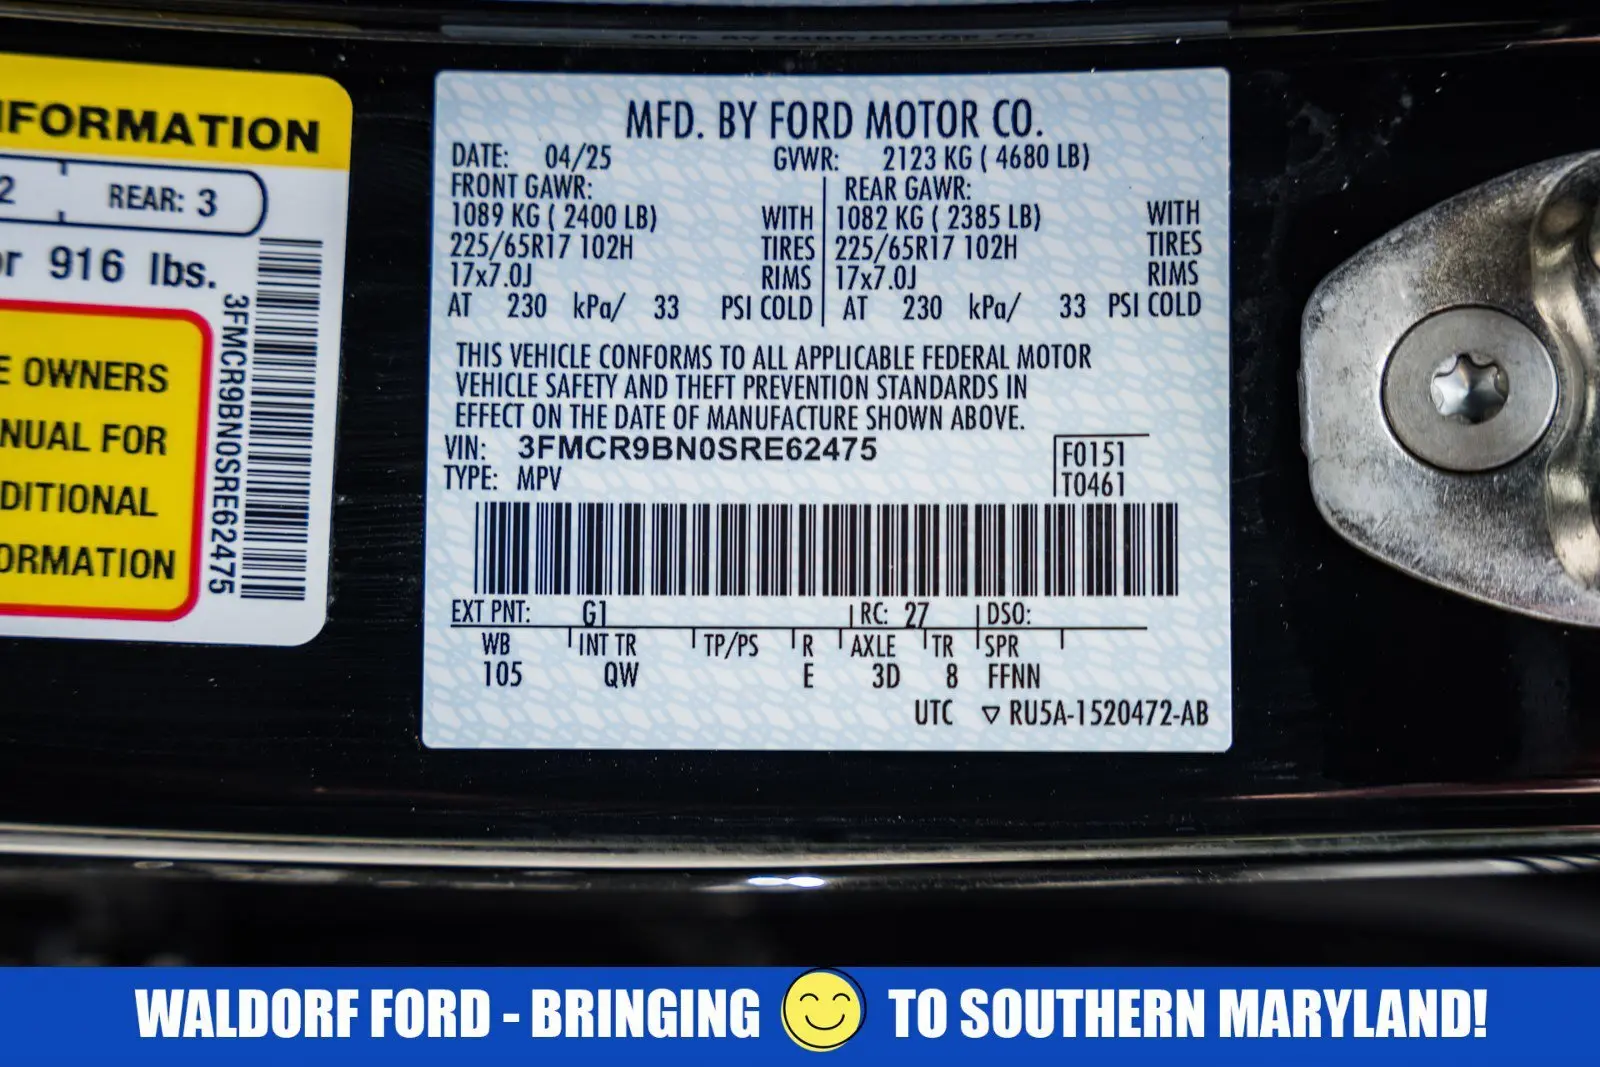 NFORMATION
2 REAR: 3
or 916 lbs.
E OWNERS
NUAL FOR
DITIONAL
ORMATION
3FMCR9BN0SRE62475
MFD. BY FORD MOTOR CO.
DATE: 04/25 GVWR: 2123 KG ( 4680 LB)
FRONT GAWR: REAR GAWR:
1089 KG ( 2400 LB) WITH 1082 KG ( 2385 LB) WITH
225/65R17 102H TIRES 225/65R17 102H TIRES
17x7.0J RIMS 17x7.0J RIMS
AT 230 kPa/ 33 PSI COLD AT 230 kPa/ 33 PSI COLD
THIS VEHICLE CONFORMS TO ALL APPLICABLE FEDERAL MOTOR
VEHICLE SAFETY AND THEFT PREVENTION STANDARDS IN
EFFECT ON THE DATE OF MANUFACTURE SHOWN ABOVE.
VIN: 3FMCR9BN0SRE62475 F0151
TYPE: MPV T0461
EXT PNT: G1 RC: 27 DSO:
WB INT TR TP/PS R AXLE TR SPR
105 QW E 3D 8 FFNN
UTC ▽ RU5A-1520472-AB
WALDORF FORD - BRINGING 😊 TO SOUTHERN MARYLAND!